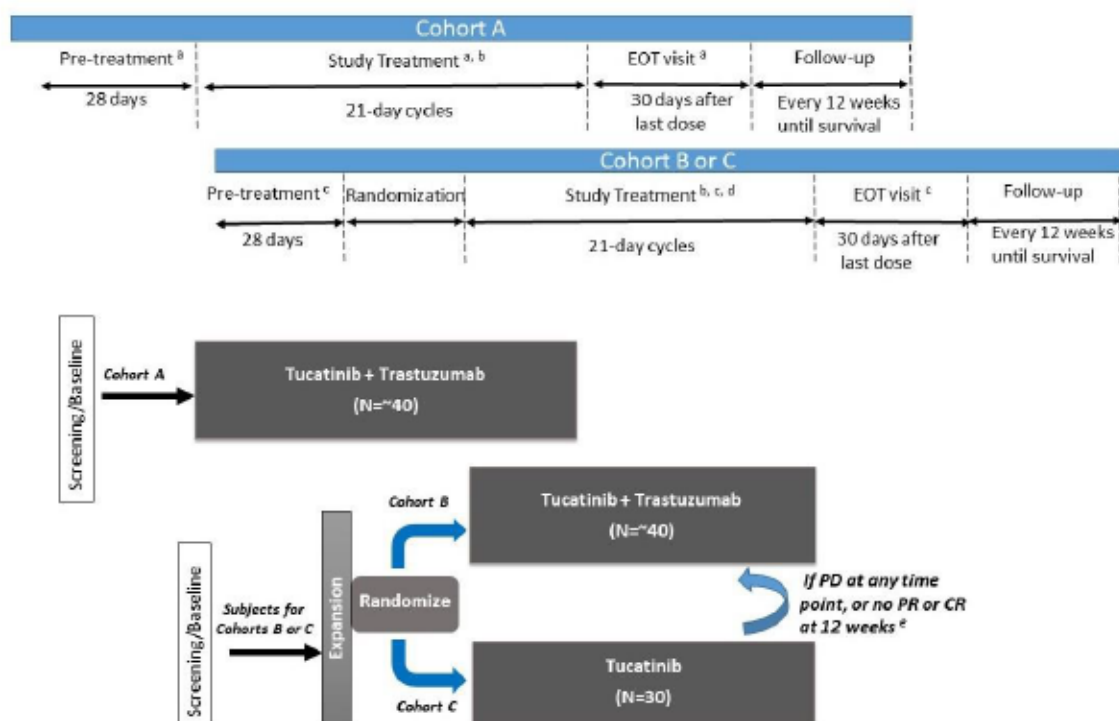 Cohort A
Pre-treatment a
Study Treatment a, b
EOT visit a
Follow-up
28 days
21-day cycles
30 days after
last dose
Every 12 weeks
until survival
Cohort B or C
Pre-treatment c
Randomization
Study Treatment b, c, d
EOT visit c
Follow-up
28 days
21-day cycles
30 days after
last dose
Every 12 weeks
until survival
Screening/Baseline
Cohort A
Tucatinib + Trastuzumab
(N=~40)
Screening/Baseline
Subjects for
Cohorts B or C
Expansion
Randomize
Cohort B
Tucatinib + Trastuzumab
(N=~40)
If PD at any time
point, or no PR or CR
at 12 weeks e
Cohort C
Tucatinib
(N=30)